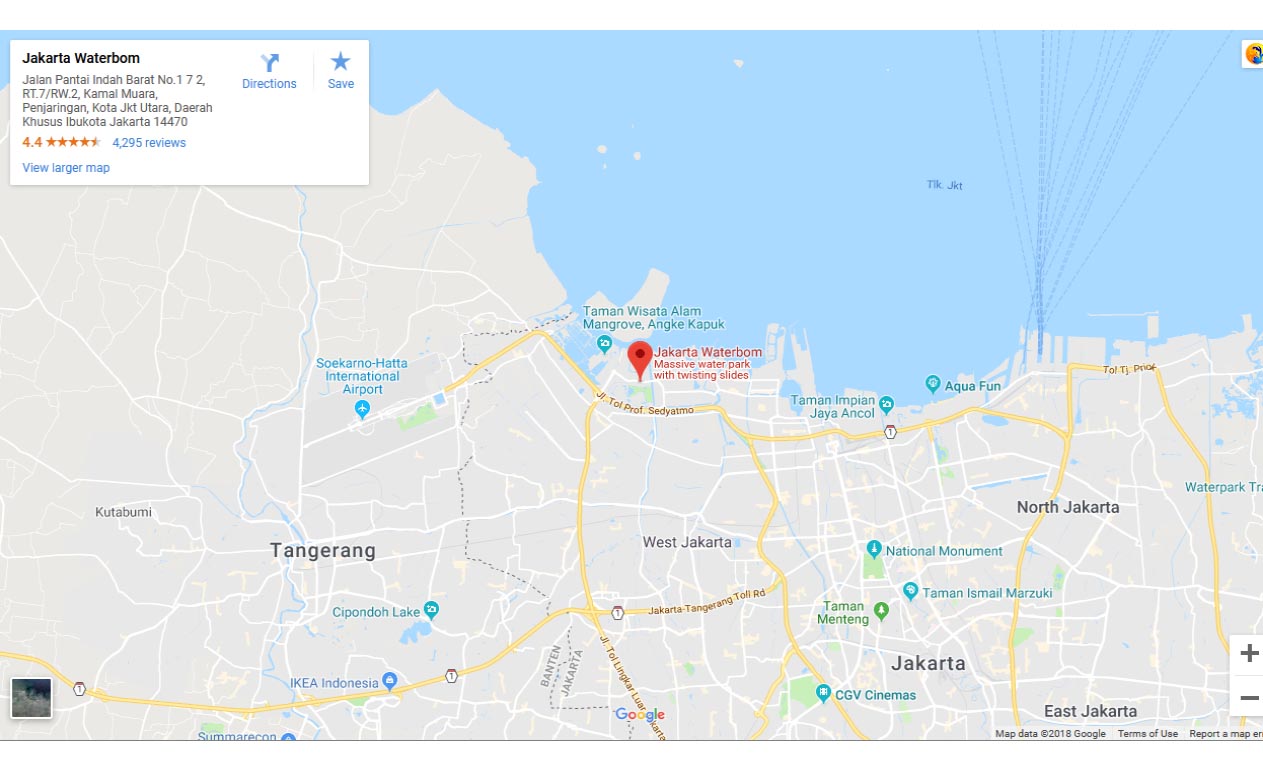 Jakarta Waterbom
Jalan Pantai Indah Barat No.1 7 2,
RT.7/RW.2, Kamal Muara,
Penjaringan, Kota Jkt Utara, Daerah
Khusus Ibukota Jakarta 14470
4.4
4,295 reviews
View larger map
Directions
Save
Tlk. Jkt
Taman Wisata Alam
Mangrove, Angke Kapuk
Jakarta Waterbom
Massive water park
with twisting slides
Soekarno-Hatta
International
Airport
Tol Tj. Priok
Aqua Fun
Taman Impian
Jaya Ancol
Jl. Tol Prof. Sedyatmo
1
Waterpark Tra
Kutabumi
North Jakarta
West Jakarta
Tangerang
National Monument
Taman Ismail Marzuki
Cipondoh Lake
1
Jakarta-Tangerang Toll Rd
Taman
Menteng
BANTEN
JAKARTA
Jl. Tol Lingkar Luar
Jakarta
IKEA Indonesia
1
1
CGV Cinemas
East Jakarta
Google
Summarecon
Map data ©2018 Google
Terms of Use
Report a map er